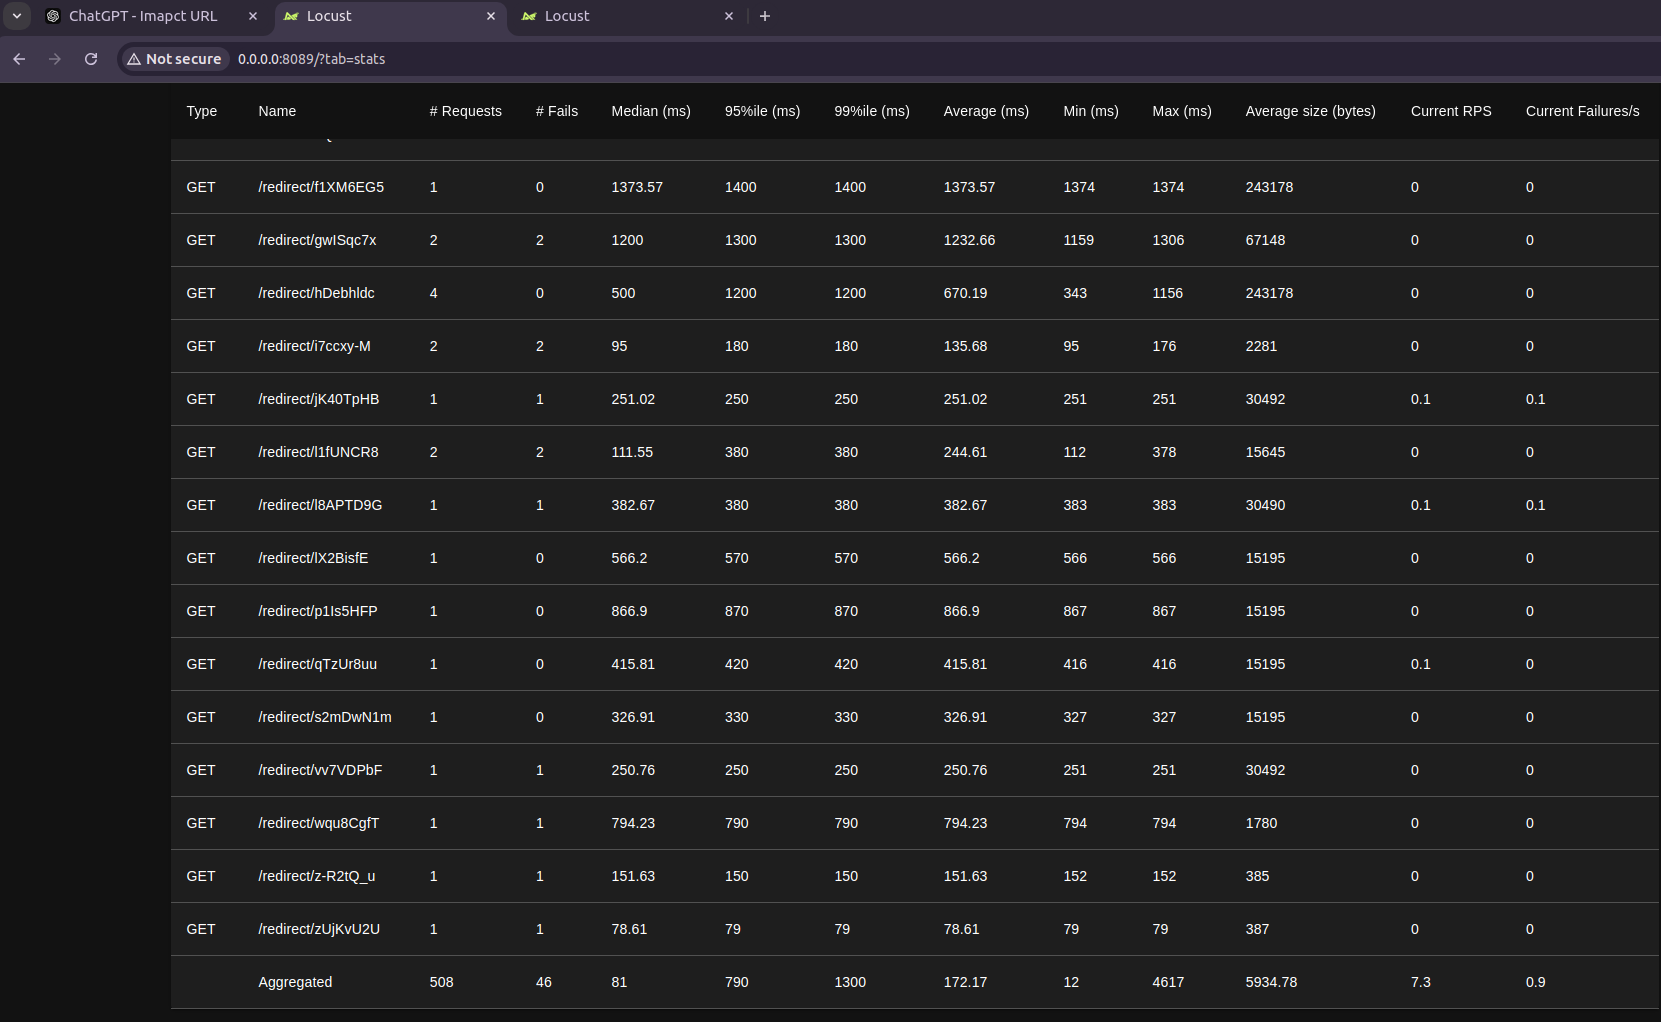 ChatGPT - Imapct URL Locust Locust
Not secure 0.0.0.0:8089/?tab=stats
Type Name # Requests # Fails Median (ms) 95%ile (ms) 99%ile (ms) Average (ms) Min (ms) Max (ms) Average size (bytes) Current RPS Current Failures/s
GET /redirect/f1XM6EG5 1 0 1373.57 1400 1400 1373.57 1374 1374 243178 0 0
GET /redirect/gwISqc7x 2 2 1200 1300 1300 1232.66 1159 1306 67148 0 0
GET /redirect/hDebhldc 4 0 500 1200 1200 670.19 343 1156 243178 0 0
GET /redirect/i7ccxy-M 2 2 95 180 180 135.68 95 176 2281 0 0
GET /redirect/jK40TpHB 1 1 251.02 250 250 251.02 251 251 30492 0.1 0.1
GET /redirect/l1fUNCR8 2 2 111.55 380 380 244.61 112 378 15645 0 0
GET /redirect/l8APTD9G 1 1 382.67 380 380 382.67 383 383 30490 0.1 0.1
GET /redirect/lX2BisfE 1 0 566.2 570 570 566.2 566 566 15195 0 0
GET /redirect/p1Is5HFP 1 0 866.9 870 870 866.9 867 867 15195 0 0
GET /redirect/qTzUr8uu 1 0 415.81 420 420 415.81 416 416 15195 0.1 0
GET /redirect/s2mDwN1m 1 0 326.91 330 330 326.91 327 327 15195 0 0
GET /redirect/vv7VDPbF 1 1 250.76 250 250 250.76 251 251 30492 0 0
GET /redirect/wqu8CgfT 1 1 794.23 790 790 794.23 794 794 1780 0 0
GET /redirect/z-R2tQ_u 1 1 151.63 150 150 151.63 152 152 385 0 0
GET /redirect/zUjKvU2U 1 1 78.61 79 79 78.61 79 79 387 0 0
Aggregated 508 46 81 790 1300 172.17 12 4617 5934.78 7.3 0.9